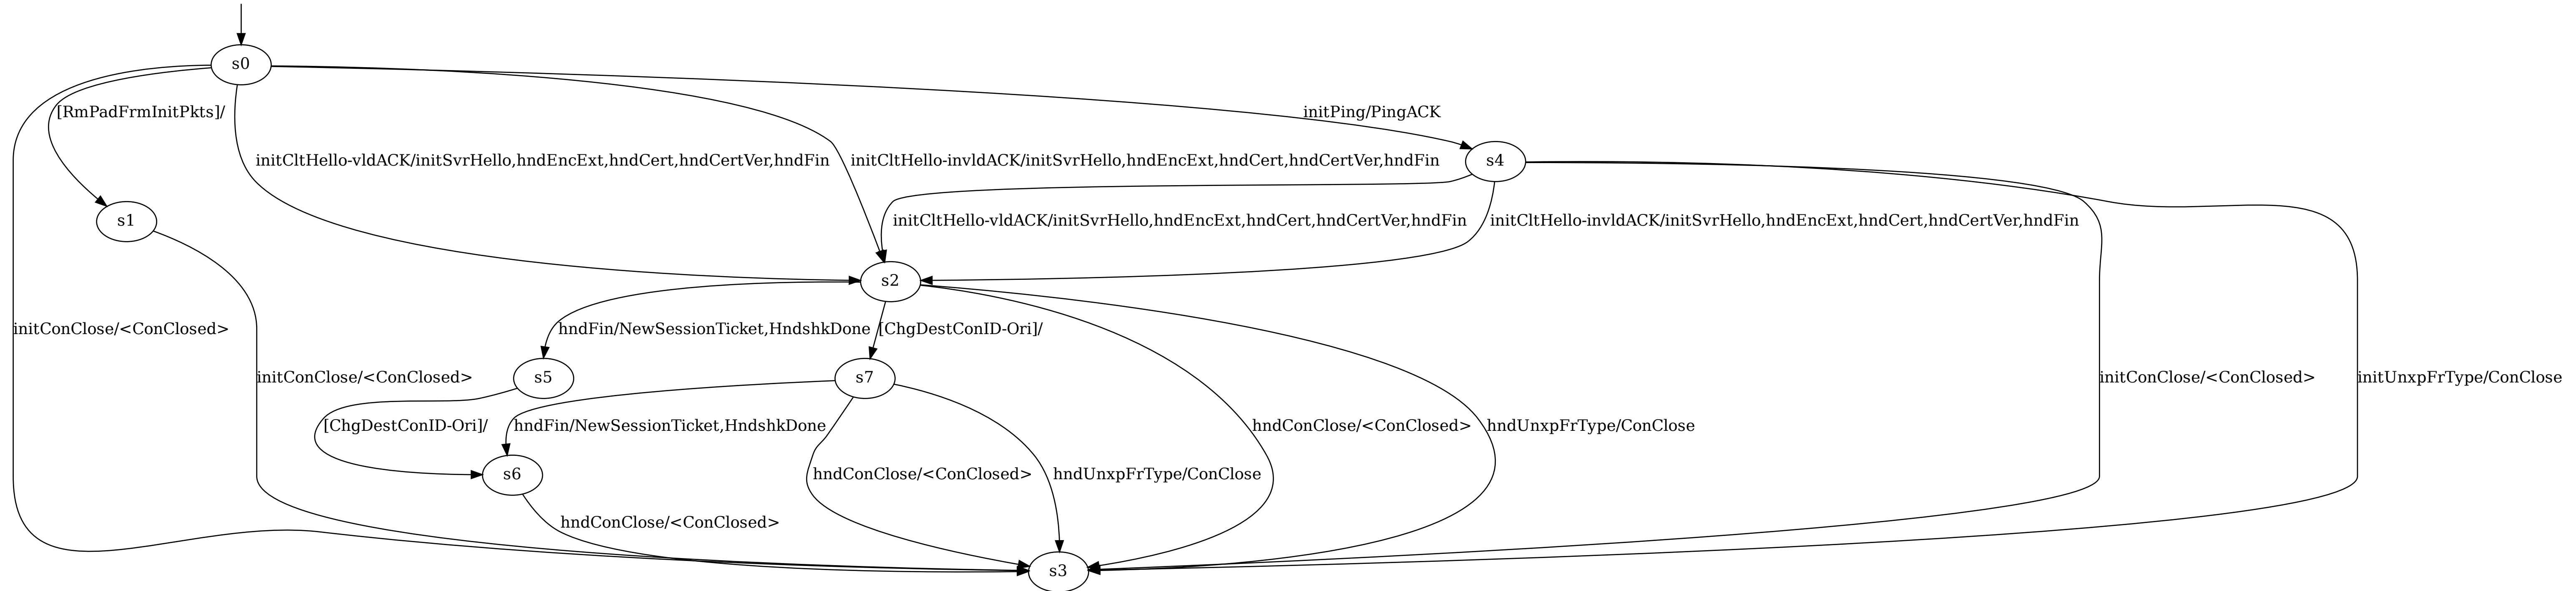 s0
[RmPadFrmInitPkts]/
initPing/PingACK
initCltHello-vldACK/initSvrHello,hndEncExt,hndCert,hndCertVer,hndFin
initCltHello-invldACK/initSvrHello,hndEncExt,hndCert,hndCertVer,hndFin
s4
s1
initCltHello-vldACK/initSvrHello,hndEncExt,hndCert,hndCertVer,hndFin
initCltHello-invldACK/initSvrHello,hndEncExt,hndCert,hndCertVer,hndFin
s2
initConClose/<ConClosed>
hndFin/NewSessionTicket,HndshkDone
[ChgDestConID-Ori]/
initConClose/<ConClosed>
s5
s7
initConClose/<ConClosed>
initUnxpFrType/ConClose
[ChgDestConID-Ori]/
hndFin/NewSessionTicket,HndshkDone
hndConClose/<ConClosed>
hndUnxpFrType/ConClose
s6
hndConClose/<ConClosed>
hndUnxpFrType/ConClose
hndConClose/<ConClosed>
s3